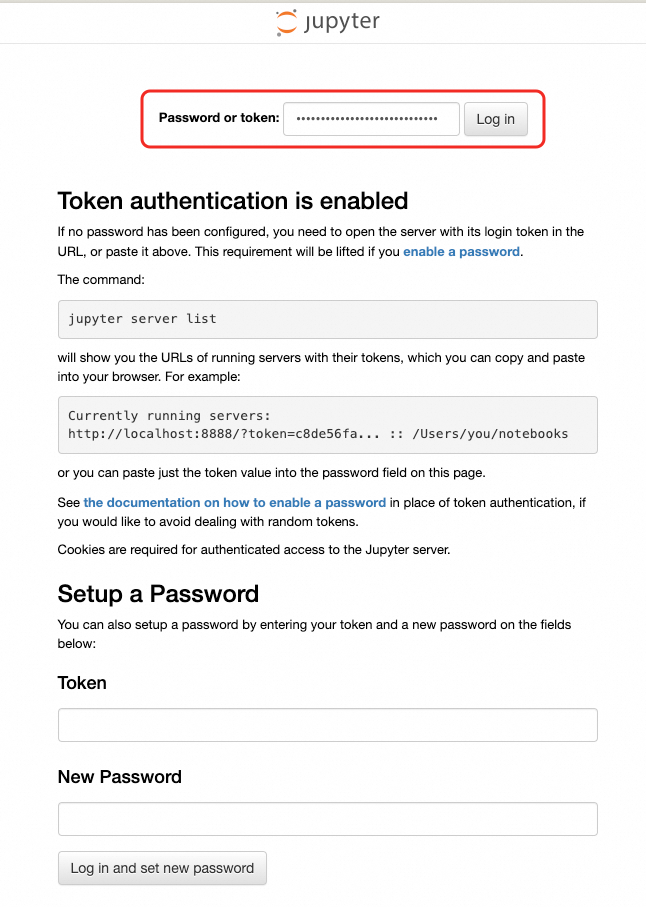 jupyter
Password or token: ••••••••••••••••••••••••••••• Log in
Token authentication is enabled
If no password has been configured, you need to open the server with its login token in the
URL, or paste it above. This requirement will be lifted if you enable a password.
The command:
jupyter server list
will show you the URLs of running servers with their tokens, which you can copy and paste
into your browser. For example:
Currently running servers:
http://localhost:8888/?token=c8de56fa... :: /Users/you/notebooks
or you can paste just the token value into the password field on this page.
See the documentation on how to enable a password in place of token authentication, if
you would like to avoid dealing with random tokens.
Cookies are required for authenticated access to the Jupyter server.
Setup a Password
You can also setup a password by entering your token and a new password on the fields
below:
Token
New Password
Log in and set new password